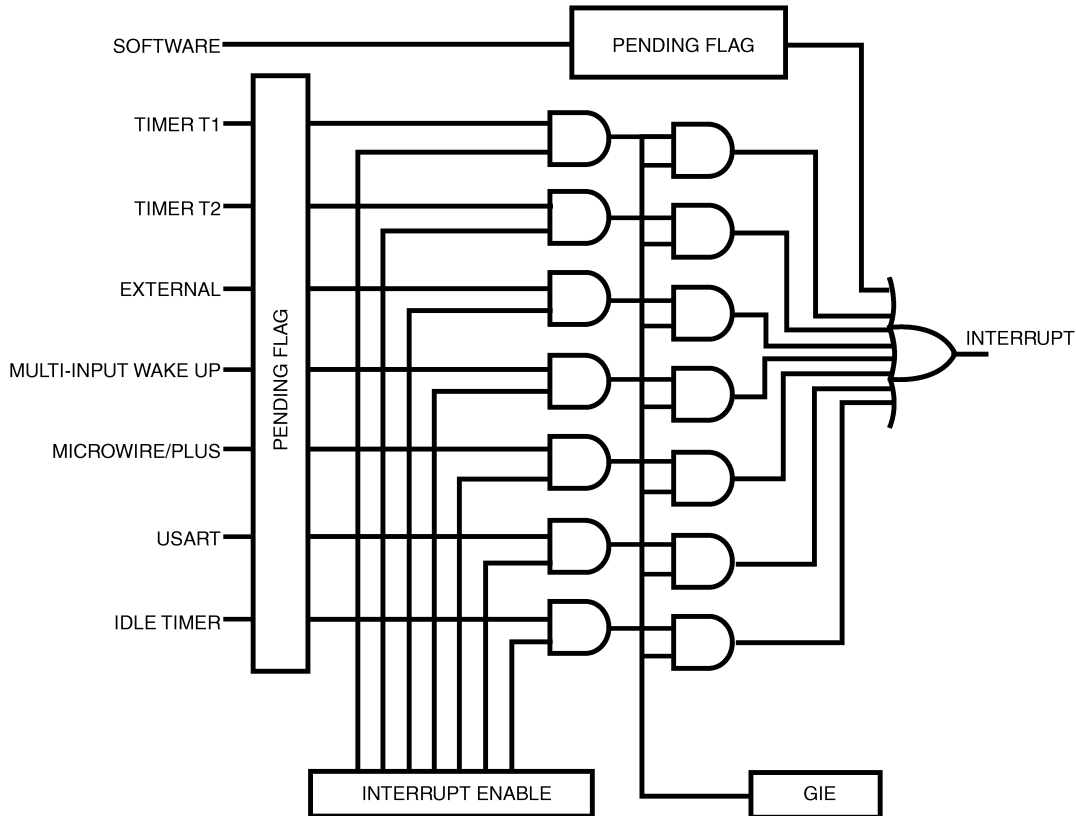 SOFTWARE
PENDING FLAG
TIMER T1
TIMER T2
EXTERNAL
MULTI-INPUT WAKE UP
MICROWIRE/PLUS
USART
IDLE TIMER
PENDING FLAG
INTERRUPT
INTERRUPT ENABLE
GIE